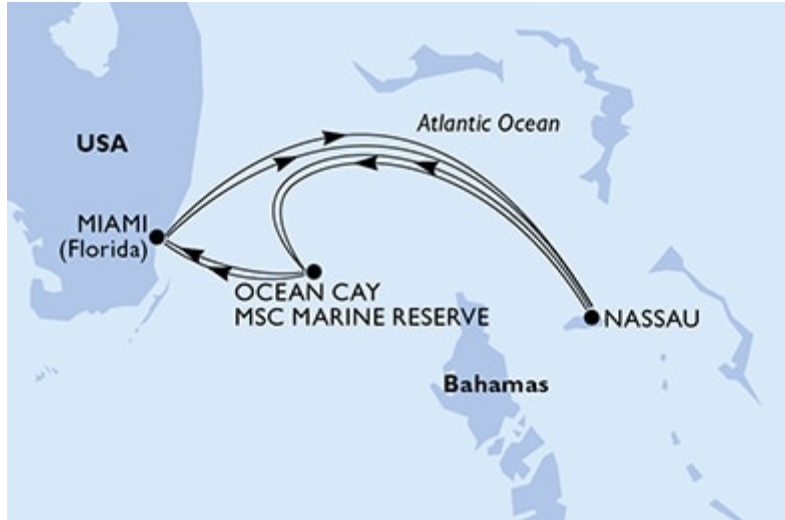 Atlantic Ocean
USA
MIAMI
(Florida)
OCEAN CAY
MSC MARINE RESERVE
NASSAU
Bahamas